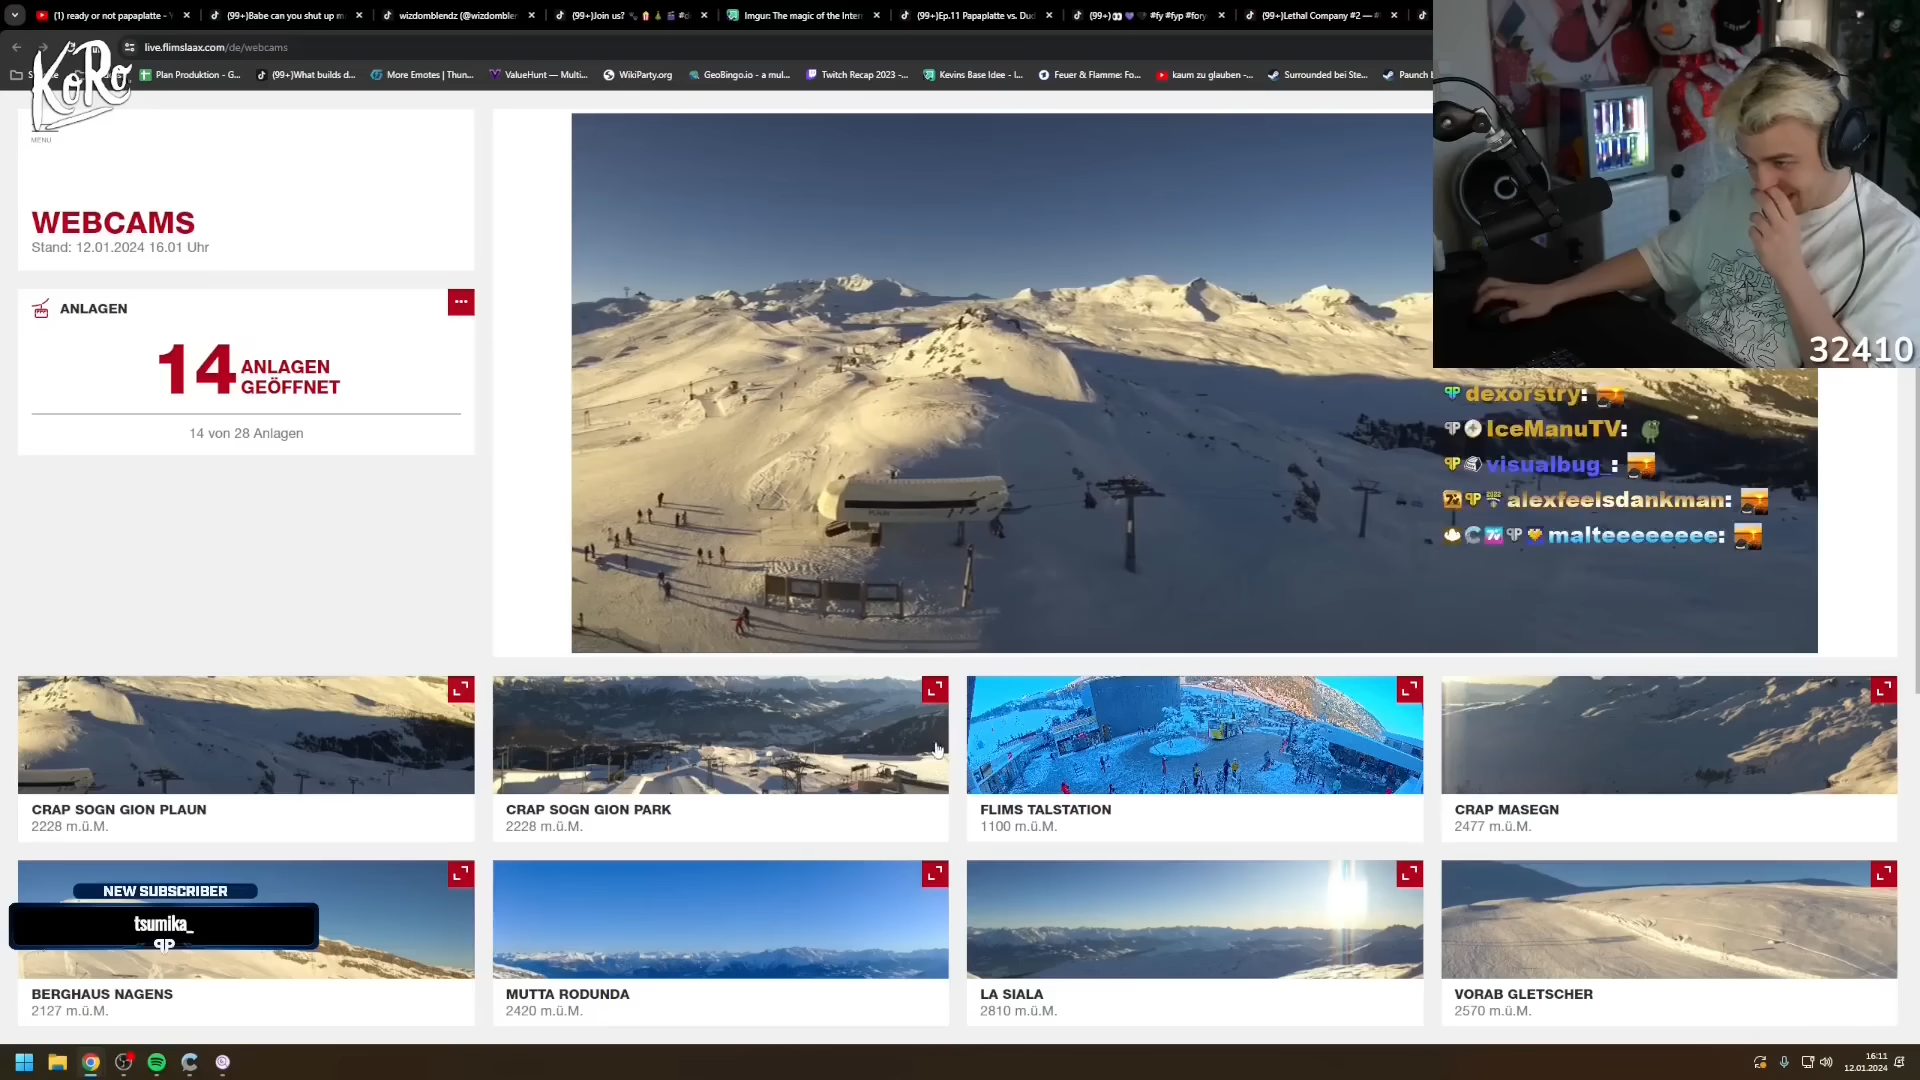 (1) ready or not papaplatte - Y
(99+)Babe can you shut up m
wizdomblendz (@wizdomblen
(99+)Join us?
Imgur: The magic of the Inter
(99+)Ep.11 Papaplatte vs. Dud
(99+) #fy #fyp #fory
(99+)Lethal Company #2 — #
live.flimslaax.com/de/webcams
Plan Produktion - G...
(99+)What builds d...
More Emotes | Thun...
ValueHunt — Multi...
WikiParty.org
GeoBingo.io - a mul...
Twitch Recap 2023 -...
Kevins Base Idee - I...
Feuer & Flamme: Fo...
kaum zu glauben -...
Surrounded bei Ste...
Paunch
KoRo
MENU
WEBCAMS
Stand: 12.01.2024 16.01 Uhr
ANLAGEN
14 ANLAGEN
GEÖFFNET
14 von 28 Anlagen
32410
dexorstry:
IceManuTV:
visualbug :
alexfeelsdankman:
malteeeeeeee:
CRAP SOGN GION PLAUN
2228 m.ü.M.
CRAP SOGN GION PARK
2228 m.ü.M.
FLIMS TALSTATION
1100 m.ü.M.
CRAP MASEGN
2477 m.ü.M.
NEW SUBSCRIBER
tsumika_
BERGHAUS NAGENS
2127 m.ü.M.
MUTTA RODUNDA
2420 m.ü.M.
LA SIALA
2810 m.ü.M.
VORAB GLETSCHER
2570 m.ü.M.
16:11
12.01.2024